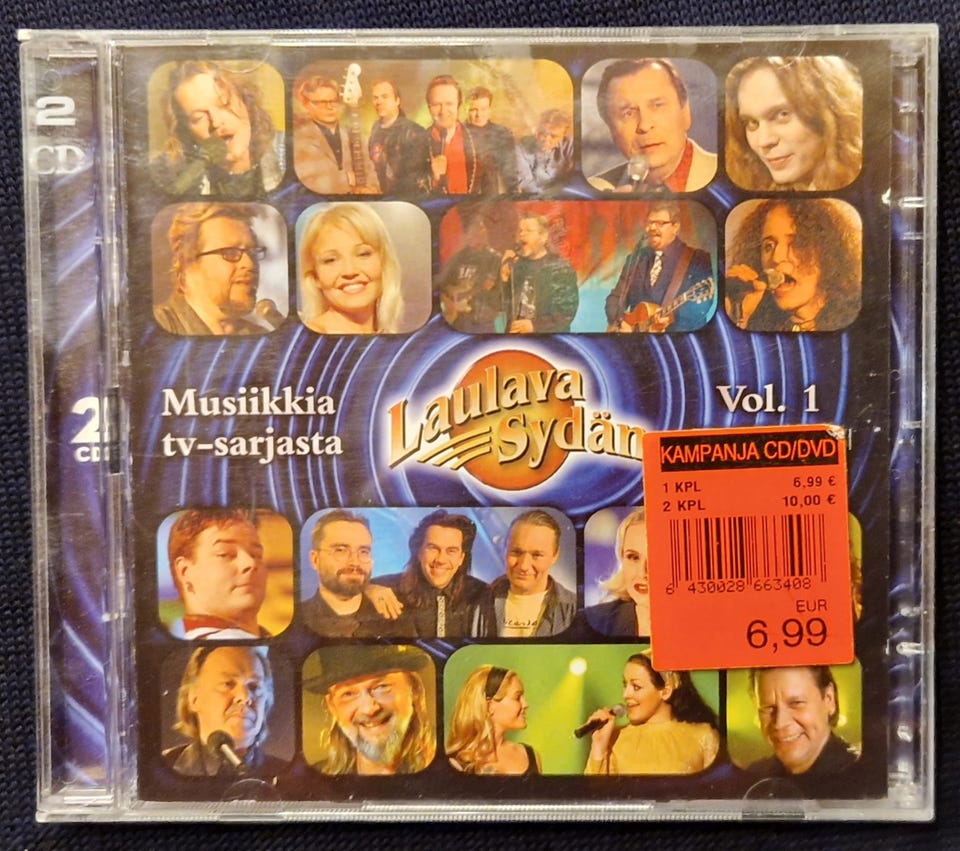 2
CD
Musiikkia
tv-sarjasta
Laulava
Sydän
Vol. 1
2
CD
KAMPANJA CD/DVD
1 KPL 6,99 €
2 KPL 10,00 €
6 430028 663408
EUR
6,99